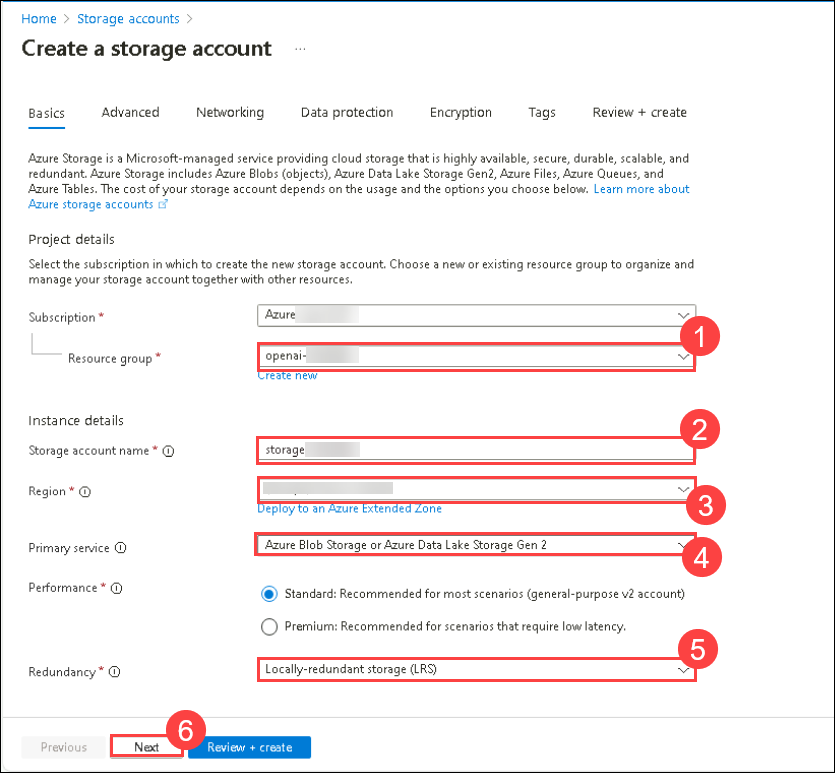 Home > Storage accounts >
Create a storage account ...
Basics Advanced Networking Data protection Encryption Tags Review + create
Azure Storage is a Microsoft-managed service providing cloud storage that is highly available, secure, durable, scalable, and
redundant. Azure Storage includes Azure Blobs (objects), Azure Data Lake Storage Gen2, Azure Files, Azure Queues, and
Azure Tables. The cost of your storage account depends on the usage and the options you choose below. Learn more about
Azure storage accounts
Project details
Select the subscription in which to create the new storage account. Choose a new or existing resource group to organize and
manage your storage account together with other resources.
Subscription * Azure
1
Resource group * openai-
Create new
Instance details
2
Storage account name * storage
Region *
3
Deploy to an Azure Extended Zone
Primary service Azure Blob Storage or Azure Data Lake Storage Gen 2
4
Performance * Standard: Recommended for most scenarios (general-purpose v2 account)
Premium: Recommended for scenarios that require low latency.
5
Redundancy * Locally-redundant storage (LRS)
6
Previous Next Review + create